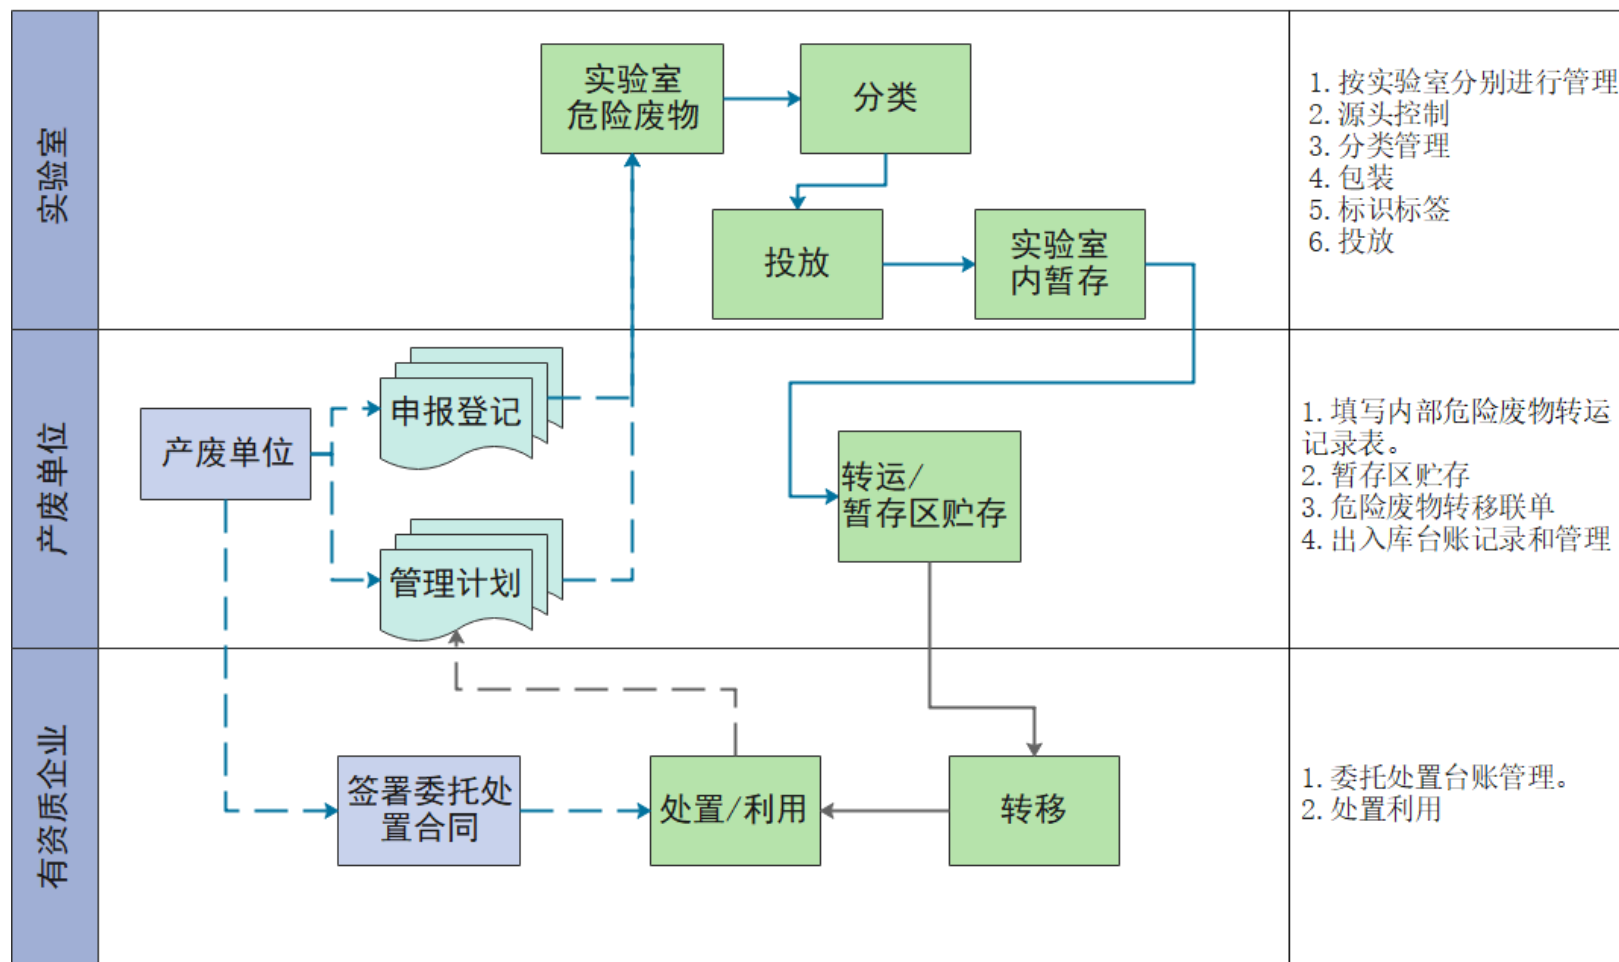 实验室
实验室
危险废物
分类
投放
实验室
内暂存
1. 按实验室分别进行管理
2. 源头控制
3. 分类管理
4. 包装
5. 标识标签
6. 投放
产废单位
产废单位
申报登记
管理计划
转运/
暂存区贮存
1. 填写内部危险废物转运
记录表。
2. 暂存区贮存
3. 危险废物转移联单
4. 出入库台账记录和管理
有资质企业
签署委托处
置合同
处置/利用
转移
1. 委托处置台账管理。
2. 处置利用